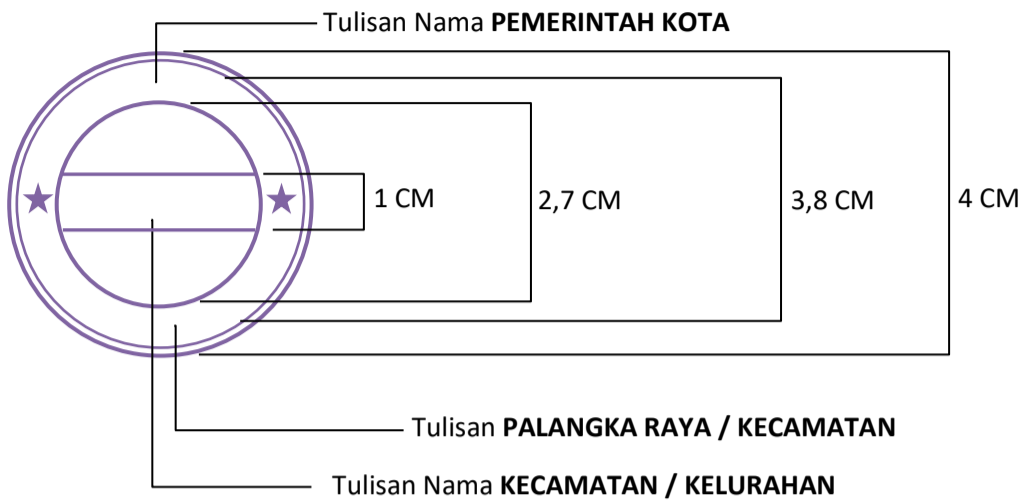 Tulisan Nama PEMERINTAH KOTA
1 CM
2,7 CM
3,8 CM
4 CM
Tulisan PALANGKA RAYA / KECAMATAN
Tulisan Nama KECAMATAN / KELURAHAN